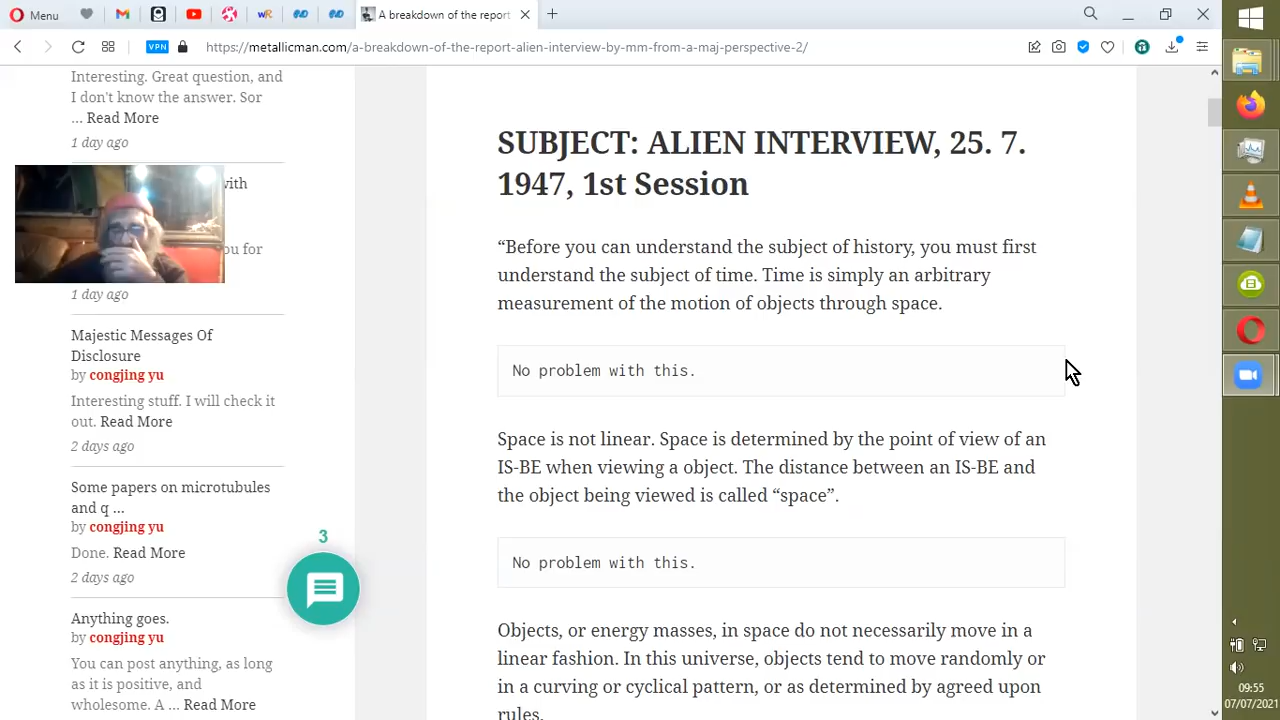 Menu
A breakdown of the report
VPN
https://metallicman.com/a-breakdown-of-the-report-alien-interview-by-mm-from-a-maj-perspective-2/
Interesting. Great question, and
I don't know the answer. Sor
... Read More
1 day ago
with
ou for
1 day ago
Majestic Messages Of
Disclosure
by congjing yu
Interesting stuff. I will check it
out. Read More
2 days ago
Some papers on microtubules
and q ...
by congjing yu
Done. Read More
2 days ago
Anything goes.
by congjing yu
You can post anything, as long
as it is positive, and
wholesome. A ... Read More
3
SUBJECT: ALIEN INTERVIEW, 25. 7.
1947, 1st Session
“Before you can understand the subject of history, you must first
understand the subject of time. Time is simply an arbitrary
measurement of the motion of objects through space.
No problem with this.
Space is not linear. Space is determined by the point of view of an
IS-BE when viewing a object. The distance between an IS-BE and
the object being viewed is called “space”.
No problem with this.
Objects, or energy masses, in space do not necessarily move in a
linear fashion. In this universe, objects tend to move randomly or
in a curving or cyclical pattern, or as determined by agreed upon
rules.
09:55
07/07/2021